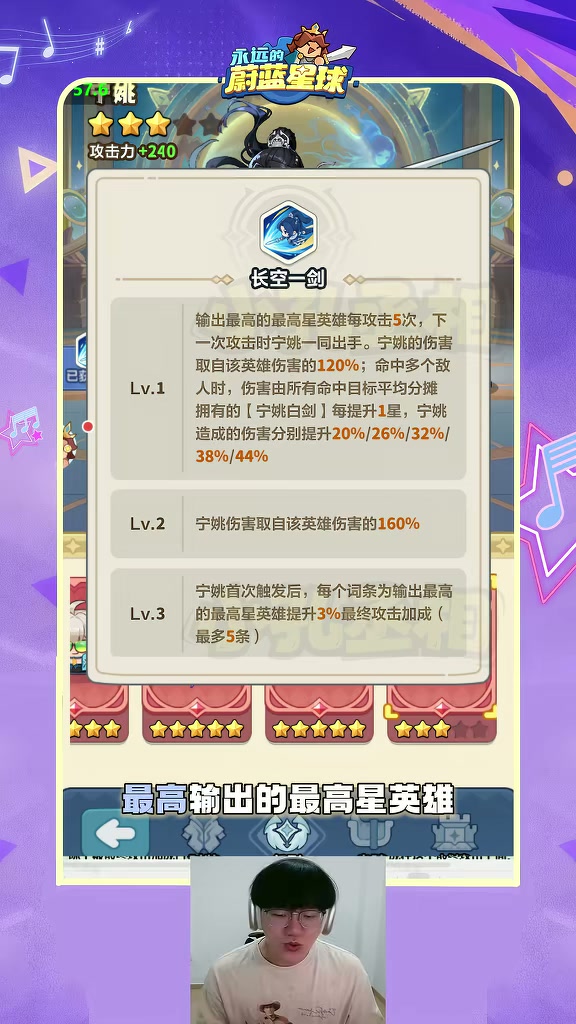 永远的
蔚蓝星球
57.6
宁姚
攻击力+240
长空一剑
Lv.1
输出最高的最高星英雄每攻击5次，下
一次攻击时宁姚一同出手。宁姚的伤害
取自该英雄伤害的120%；命中多个敌
人时，伤害由所有命中目标平均分摊
拥有的【宁姚白剑】每提升1星，宁姚
造成的伤害分别提升20%/26%/32%/
38%/44%
Lv.2
宁姚伤害取自该英雄伤害的160%
Lv.3
宁姚首次触发后，每个词条为输出最高
的最高星英雄提升3%最终攻击加成（
最多5条）
最高输出的最高星英雄